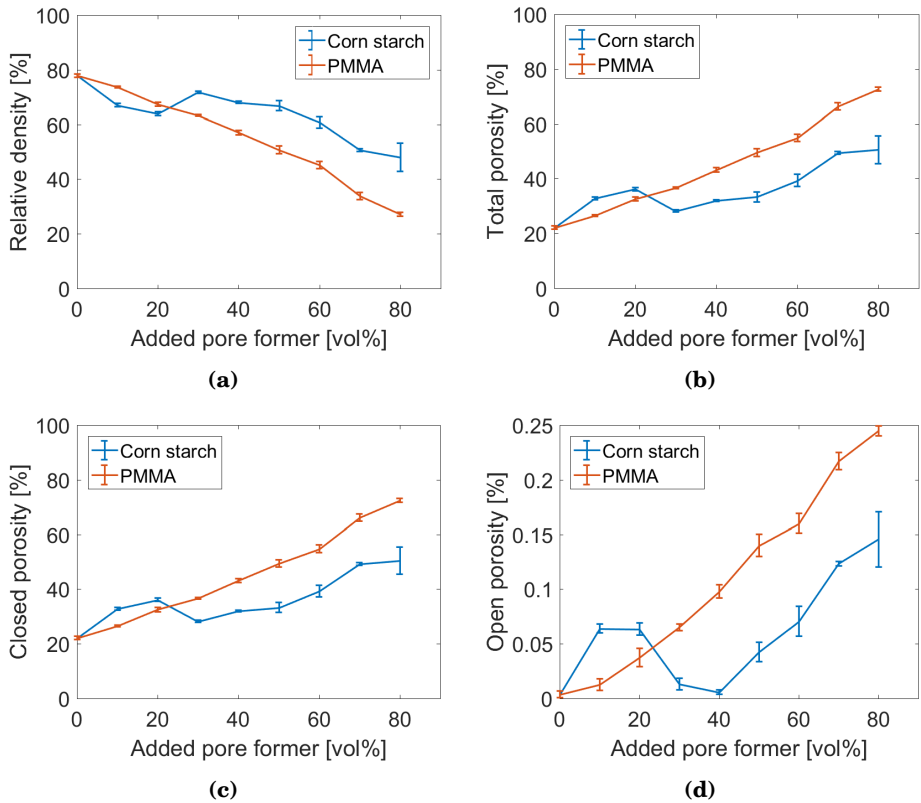 100
80
60
40
20
0
Relative density [%]
Corn starch
PMMA
0 20 40 60 80
Added pore former [vol%]
(a)
100
80
60
40
20
0
Total porosity [%]
Corn starch
PMMA
0 20 40 60 80
Added pore former [vol%]
(b)
100
80
60
40
20
0
Closed porosity [%]
Corn starch
PMMA
0 20 40 60 80
Added pore former [vol%]
(c)
0.25
0.2
0.15
0.1
0.05
0
Open porosity [%]
Corn starch
PMMA
0 20 40 60 80
Added pore former [vol%]
(d)